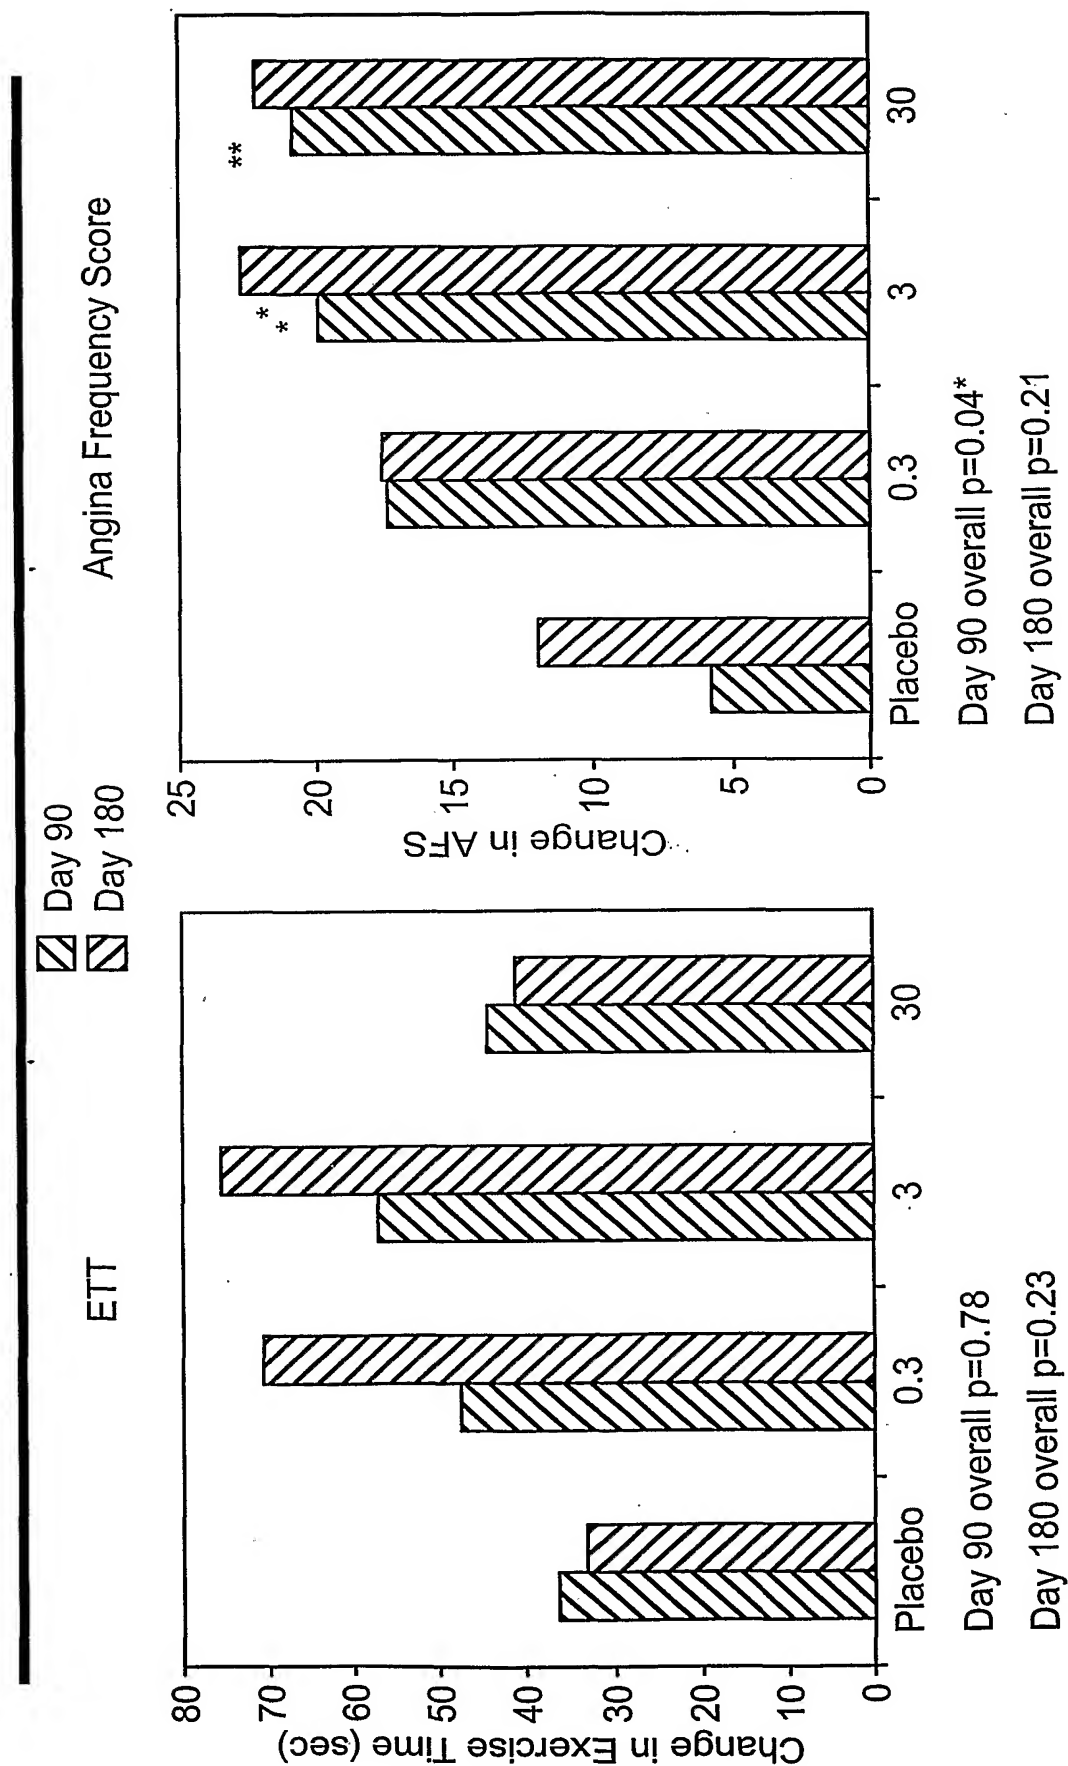 Day 90
Day 180
ETT
Change in Exercise Time (sec)
80
70
60
50
40
30
20
10
0
Placebo
0.3
3
30
Day 90 overall p=0.78
Day 180 overall p=0.23
Angina Frequency Score
Change in AFS
25
20
15
10
5
0
*
*
**
Placebo
0.3
3
30
Day 90 overall p=0.04*
Day 180 overall p=0.21